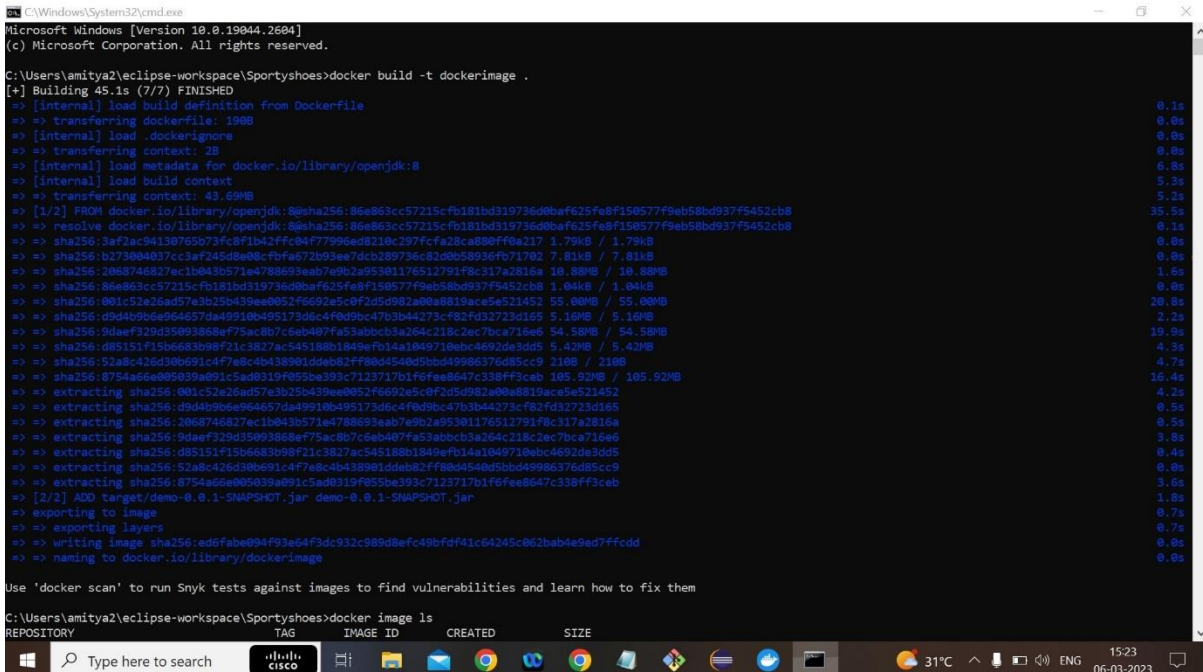 C:\Windows\System32\cmd.exe
Microsoft Windows [Version 10.0.19044.2604]
(c) Microsoft Corporation. All rights reserved.
C:\Users\amitya2\eclipse-workspace\Sportyshoes>docker build -t dockerimage .
[+] Building 45.1s (7/7) FINISHED
=> [internal] load build definition from Dockerfile 0.1s
=> => transferring dockerfile: 190B 0.0s
=> [internal] load .dockerignore 0.0s
=> => transferring context: 2B 0.0s
=> [internal] load metadata for docker.io/library/openjdk:8 6.8s
=> [internal] load build context 5.3s
=> => transferring context: 43.69MB 5.2s
=> [1/2] FROM docker.io/library/openjdk:8@sha256:86e863cc57215cfb181bd319736d0baf625fe8f150577f9eb58bd937f5452cb8 35.5s
=> => resolve docker.io/library/openjdk:8@sha256:86e863cc57215cfb181bd319736d0baf625fe8f150577f9eb58bd937f5452cb8 0.1s
=> => sha256:3af2ac94130765b73fc8f1b42ffc04f77996ed8210c297fcfa28ca880ff0a217 1.79kB / 1.79kB 0.0s
=> => sha256:b273004037cc3af245d8e08cfbfa672b93ee7dcb289736c82d0b58936fb71702 7.81kB / 7.81kB 0.0s
=> => sha256:2068746827ec1b043b571e4788693eab7e9b2a95301176512791f8c317a2816a 10.88MB / 10.88MB 1.6s
=> => sha256:86e863cc57215cfb181bd319736d0baf625fe8f150577f9eb58bd937f5452cb8 1.04kB / 1.04kB 0.0s
=> => sha256:001c52e26ad57e3b25b439ee0052f6692e5c0f2d5d982a00a8819ace5e521452 55.00MB / 55.00MB 20.8s
=> => sha256:d9d4b9b6e964657da49910b495173d6c4f0d9bc47b3b44273cf82fd32723d165 5.16MB / 5.16MB 2.2s
=> => sha256:9daef329d35093868ef75ac8b7c6eb407fa53abbcb3a264c218c2ec7bca716e6 54.58MB / 54.58MB 19.9s
=> => sha256:d85151f15b6683b98f21c3827ac545188b1849efb14a1049710ebc4692de3dd5 5.42MB / 5.42MB 4.3s
=> => sha256:52a8c426d30b691c4f7e8c4b438901ddeb82ff80d4540d5bbd49986376d85cc9 210B / 210B 4.7s
=> => sha256:8754a66e005039a091c5ad0319f055be393c7123717b1f6fee8647c338ff3ceb 105.92MB / 105.92MB 16.4s
=> => extracting sha256:001c52e26ad57e3b25b439ee0052f6692e5c0f2d5d982a00a8819ace5e521452 4.2s
=> => extracting sha256:d9d4b9b6e964657da49910b495173d6c4f0d9bc47b3b44273cf82fd32723d165 0.5s
=> => extracting sha256:2068746827ec1b043b571e4788693eab7e9b2a95301176512791f8c317a2816a 0.5s
=> => extracting sha256:9daef329d35093868ef75ac8b7c6eb407fa53abbcb3a264c218c2ec7bca716e6 3.8s
=> => extracting sha256:d85151f15b6683b98f21c3827ac545188b1849efb14a1049710ebc4692de3dd5 0.4s
=> => extracting sha256:52a8c426d30b691c4f7e8c4b438901ddeb82ff80d4540d5bbd49986376d85cc9 0.0s
=> => extracting sha256:8754a66e005039a091c5ad0319f055be393c7123717b1f6fee8647c338ff3ceb 3.6s
=> [2/2] ADD target/demo-0.0.1-SNAPSHOT.jar demo-0.0.1-SNAPSHOT.jar 1.8s
=> exporting to image 0.7s
=> => exporting layers 0.7s
=> => writing image sha256:ed6fabe094f93e64f3dc932c989d8efc49bfdf41c64245c062bab4e9ed7ffcdd 0.0s
=> => naming to docker.io/library/dockerimage 0.0s
Use 'docker scan' to run Snyk tests against images to find vulnerabilities and learn how to fix them
C:\Users\amitya2\eclipse-workspace\Sportyshoes>docker image ls
REPOSITORY TAG IMAGE ID CREATED SIZE
Type here to search
CISCO
31°C ENG 15:23
06-03-2023